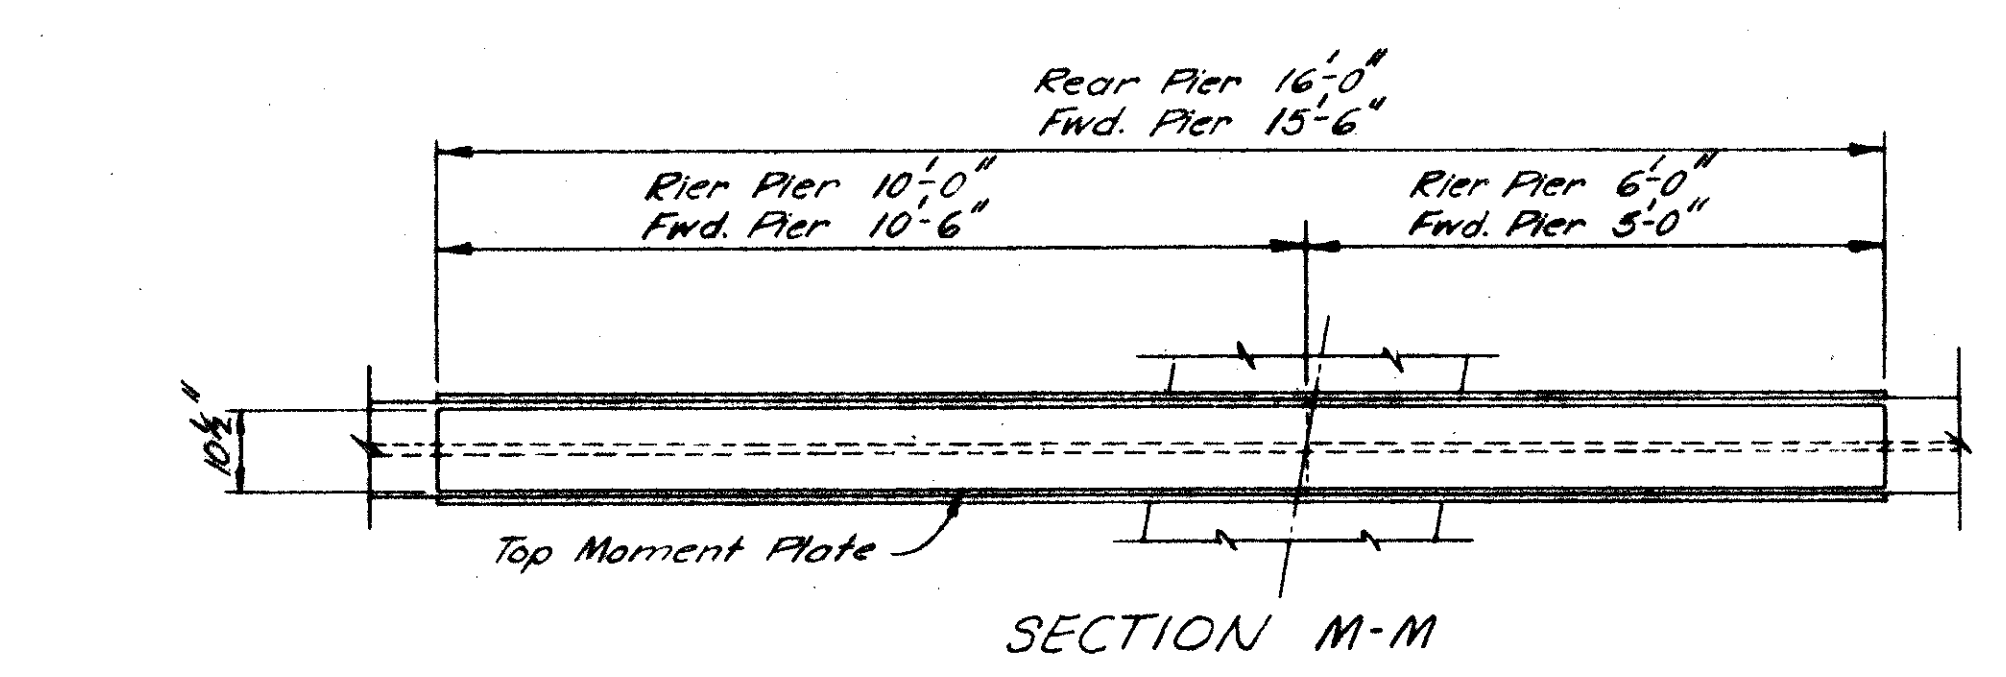 Rear Pier 16'-0"
Fwd. Pier 15'-6"
Rier Pier 10'-0"
Fwd. Pier 10'-6"
Rier Pier 6'-0"
Fwd. Pier 5'-0"
10½"
Top Moment Plate
SECTION M-M